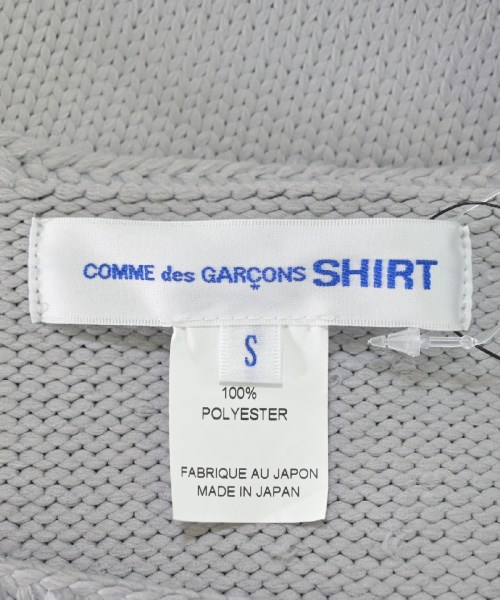 COMME des GARÇONS SHIRT
S
100%
POLYESTER
FABRIQUE AU JAPON
MADE IN JAPAN